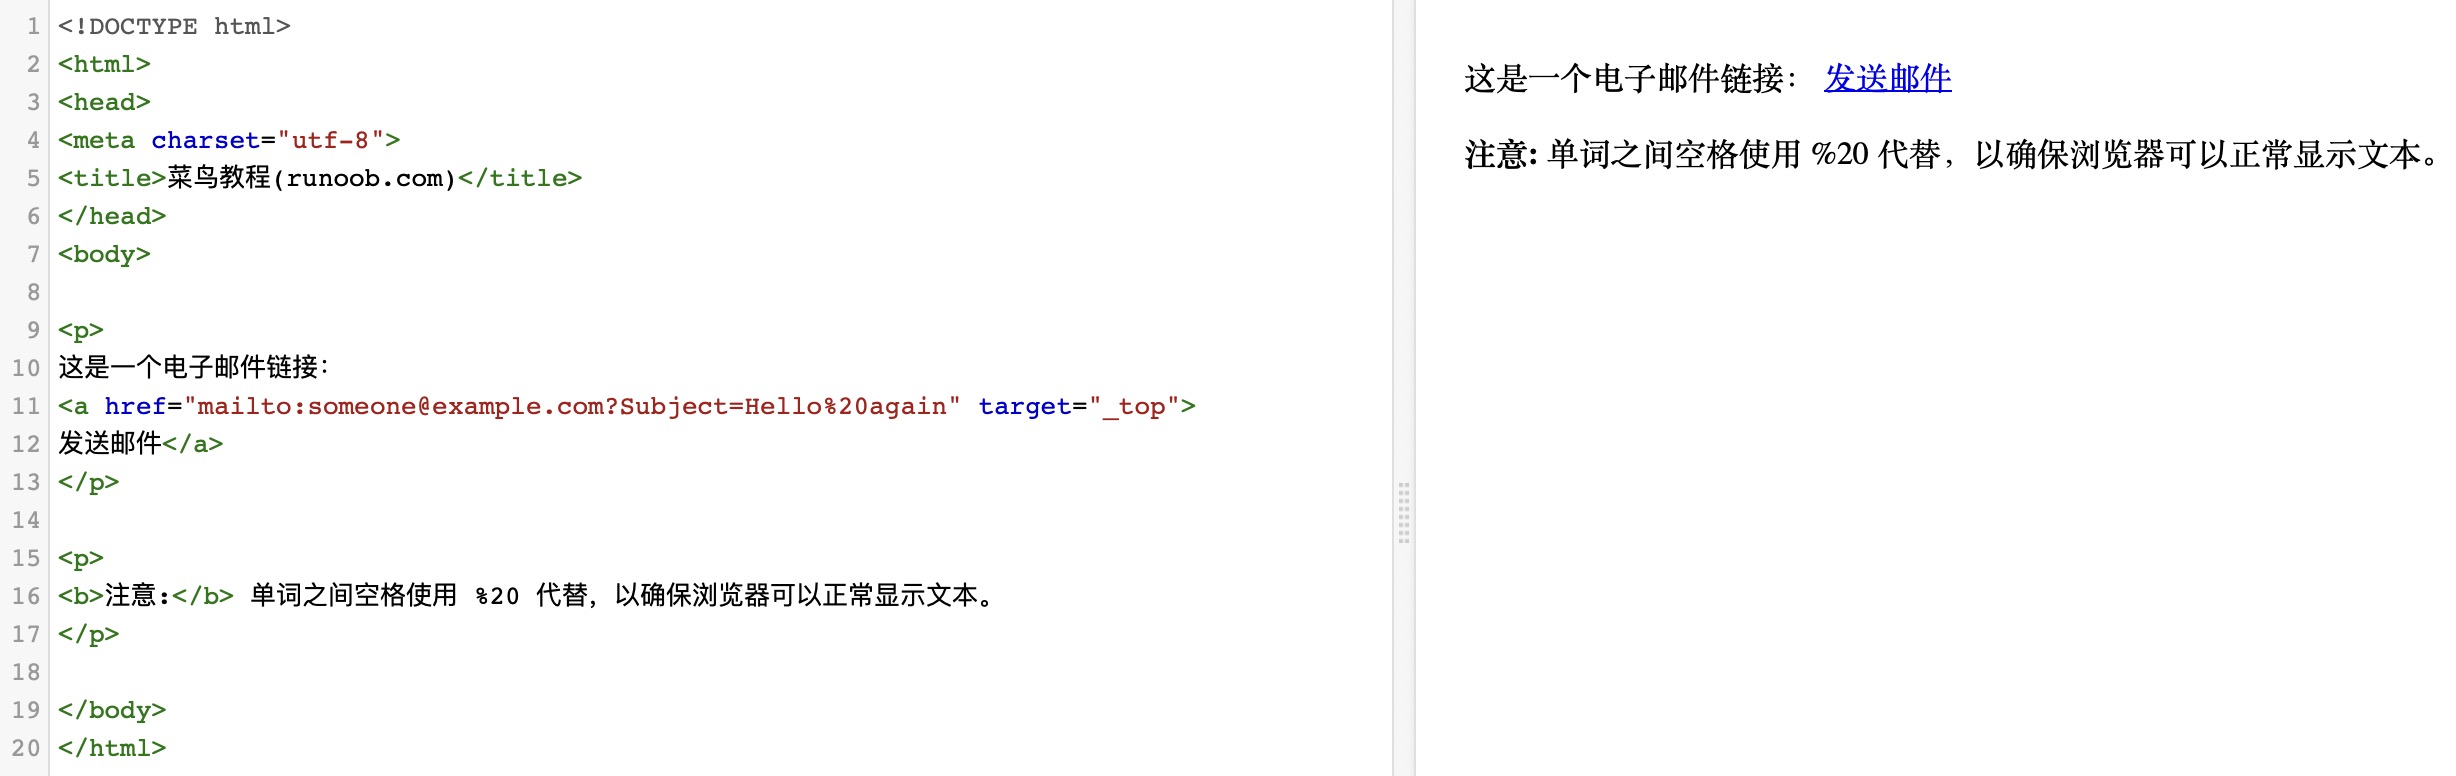 1 <!DOCTYPE html>
2 <html>
3 <head>
4 <meta charset="utf-8">
5 <title>菜鸟教程(runoob.com)</title>
6 </head>
7 <body>
8
9 <p>
10 这是一个电子邮件链接：
11 <a href="mailto:someone@example.com?Subject=Hello%20again" target="_top">
12 发送邮件</a>
13 </p>
14
15 <p>
16 <b>注意:</b> 单词之间空格使用 %20 代替，以确保浏览器可以正常显示文本。
17 </p>
18
19 </body>
20 </html>
这是一个电子邮件链接： 发送邮件
注意: 单词之间空格使用 %20 代替，以确保浏览器可以正常显示文本。